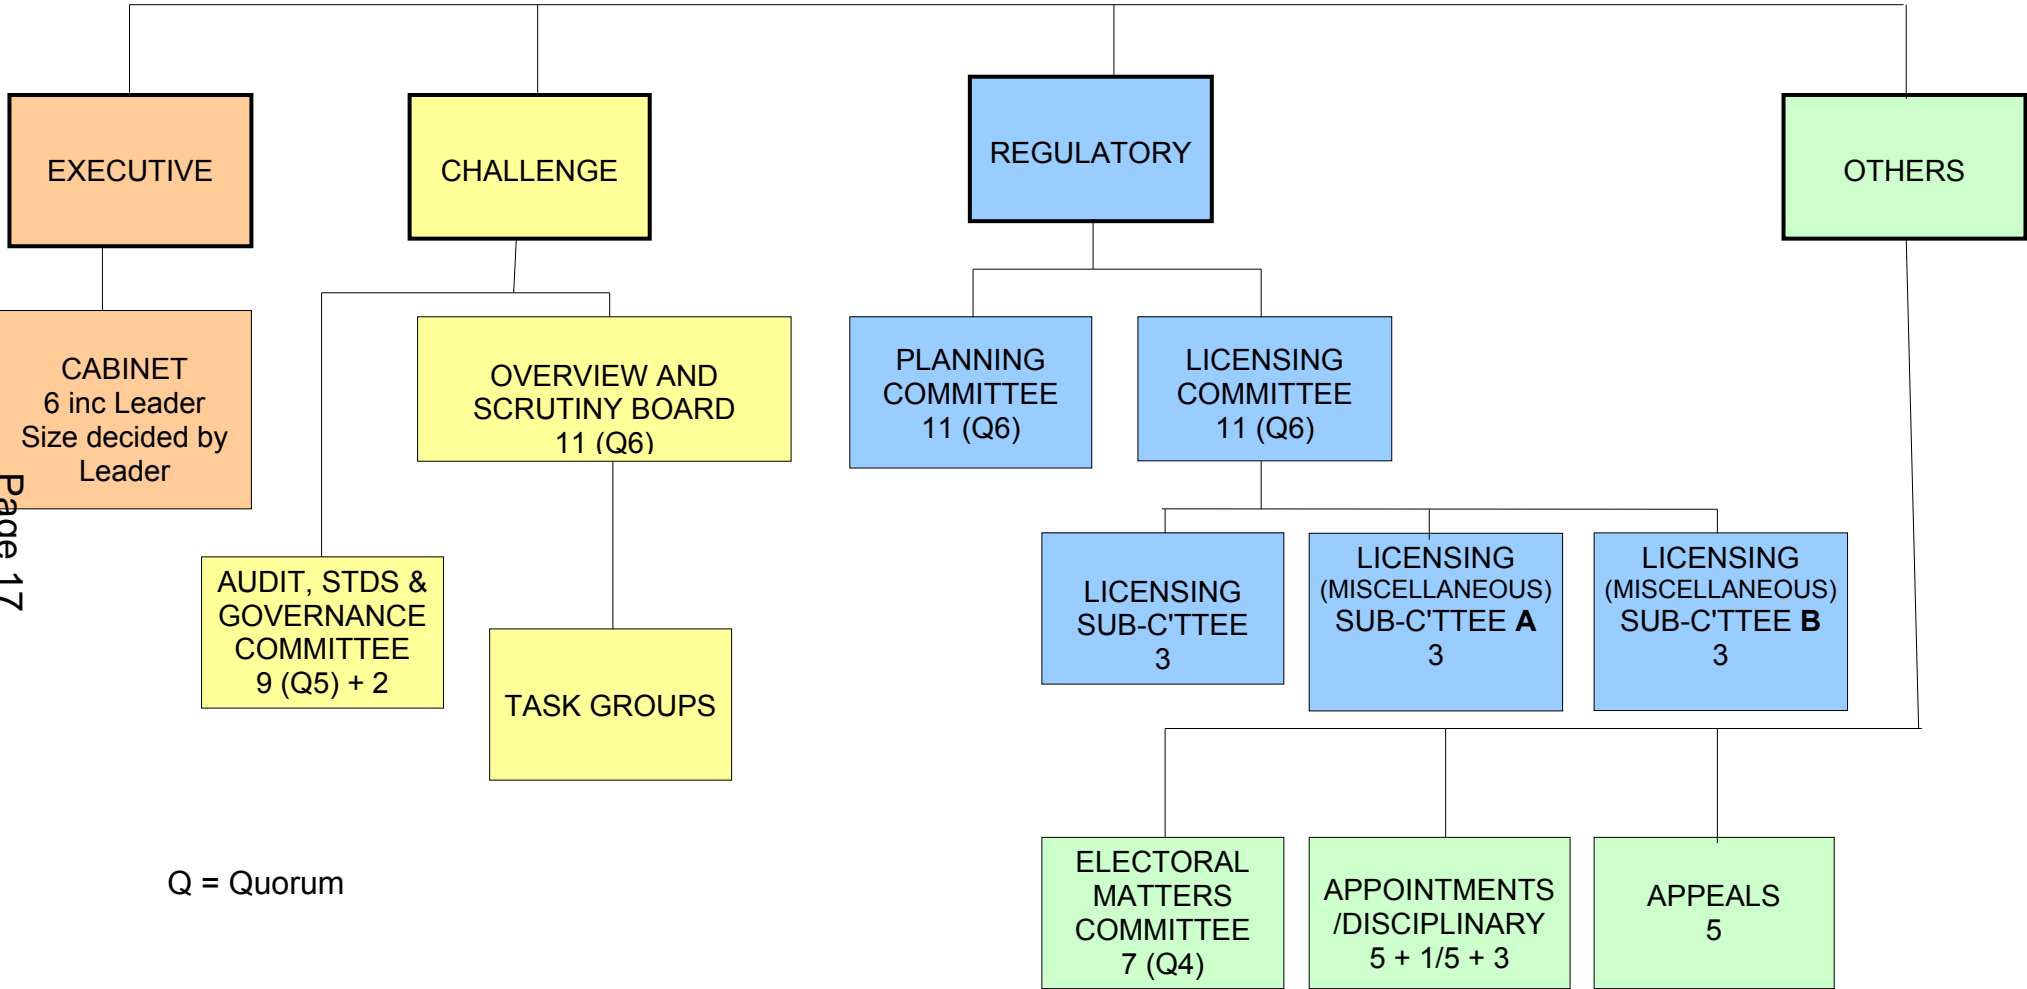 EXECUTIVE
CHALLENGE
REGULATORY
OTHERS
CABINET
6 inc Leader
Size decided by
Leader
OVERVIEW AND
SCRUTINY BOARD
11 (Q6)
PLANNING
COMMITTEE
11 (Q6)
LICENSING
COMMITTEE
11 (Q6)
Page 17
AUDIT, STDS &
GOVERNANCE
COMMITTEE
9 (Q5) + 2
TASK GROUPS
LICENSING
SUB-C'TTEE
3
LICENSING
(MISCELLANEOUS)
SUB-C'TTEE A
3
LICENSING
(MISCELLANEOUS)
SUB-C'TTEE B
3
Q = Quorum
ELECTORAL
MATTERS
COMMITTEE
7 (Q4)
APPOINTMENTS
/DISCIPLINARY
5 + 1/5 + 3
APPEALS
5